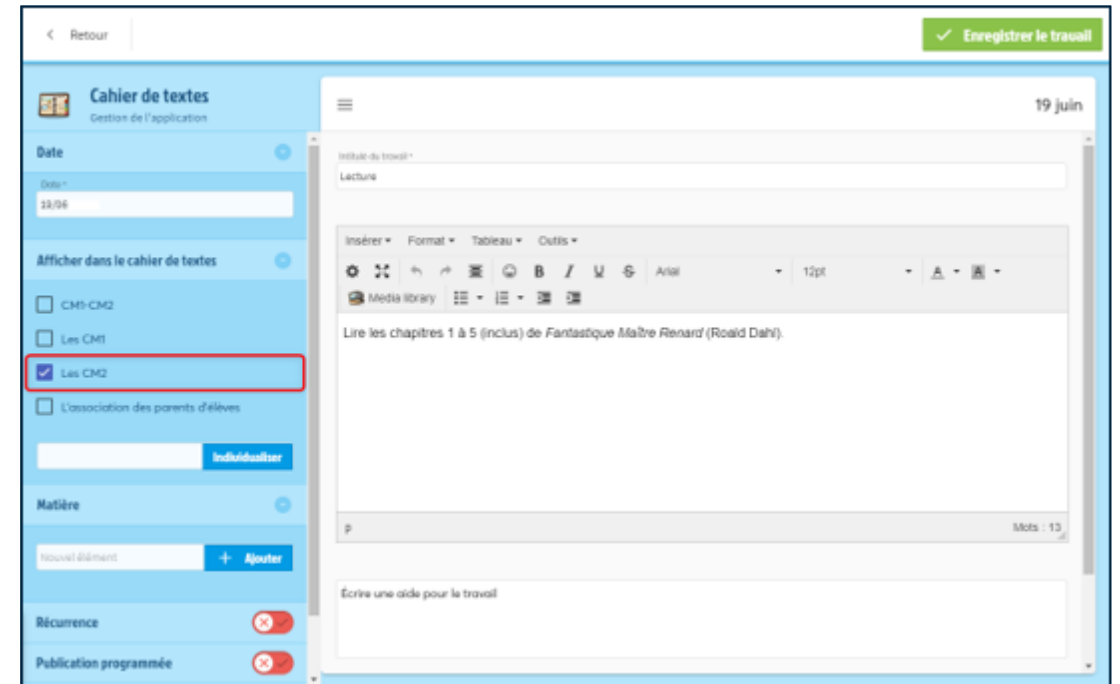 Retour
Enregistrer le travail
Cahier de textes
Gestion de l'application
19 juin
Date
Date *
Intitulé du travail *
Lecture
Afficher dans le cahier de textes
CM1-CM2
Les CM1
Les CM2
L'association des parents d'élèves
Individualiser
Matière
Nouvel élément
+ Ajouter
Récurrence
Publication programmée
Insérer Format Tableau Outils
B I U S Arial 12pt A A
Media library
Lire les chapitres 1 à 5 (inclus) de Fantastique Maître Renard (Roald Dahl).
p
Mots : 13
Écrire une aide pour le travail